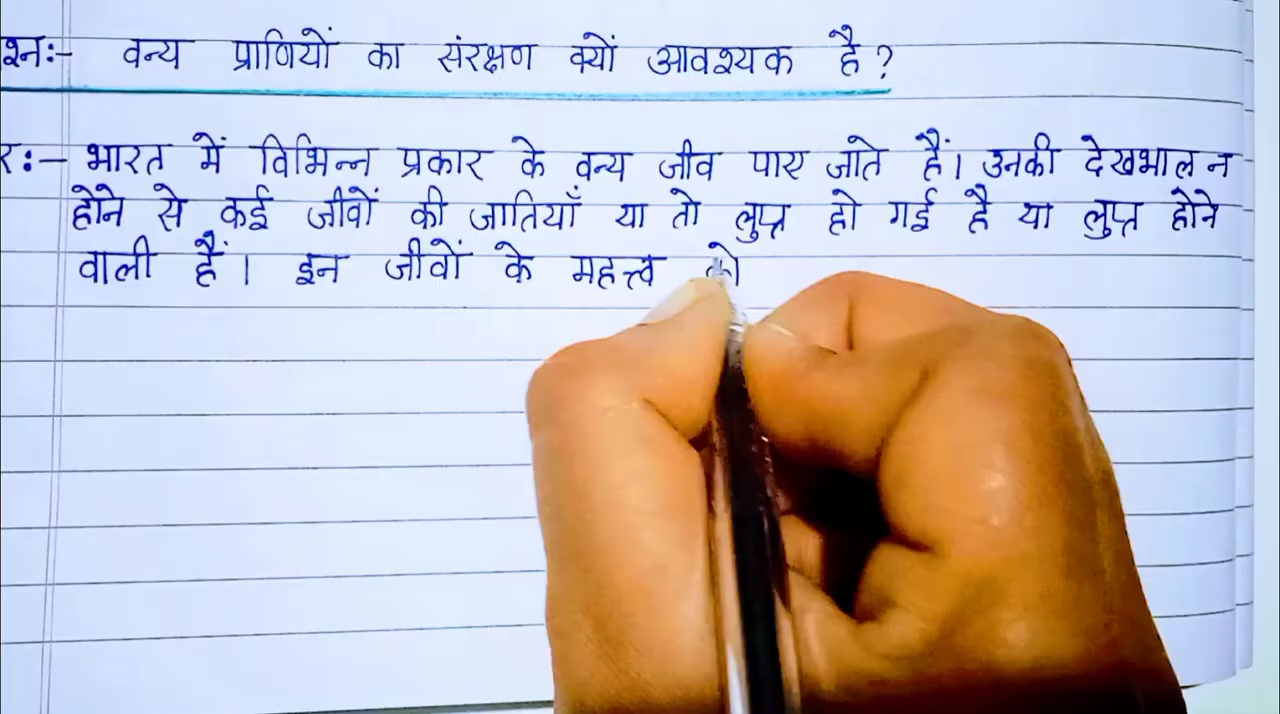 श्न:- वन्य प्राणियों का संरक्षण क्यों आवश्यक है ?
र:- भारत में विभिन्न प्रकार के वन्य जीव पाए जाते हैं। उनकी देखभाल न
होने से कई जीवों की जातियाँ या तो लुप्त हो गई है या लुप्त होने
वाली हैं। इन जीवों के महत्त्व को